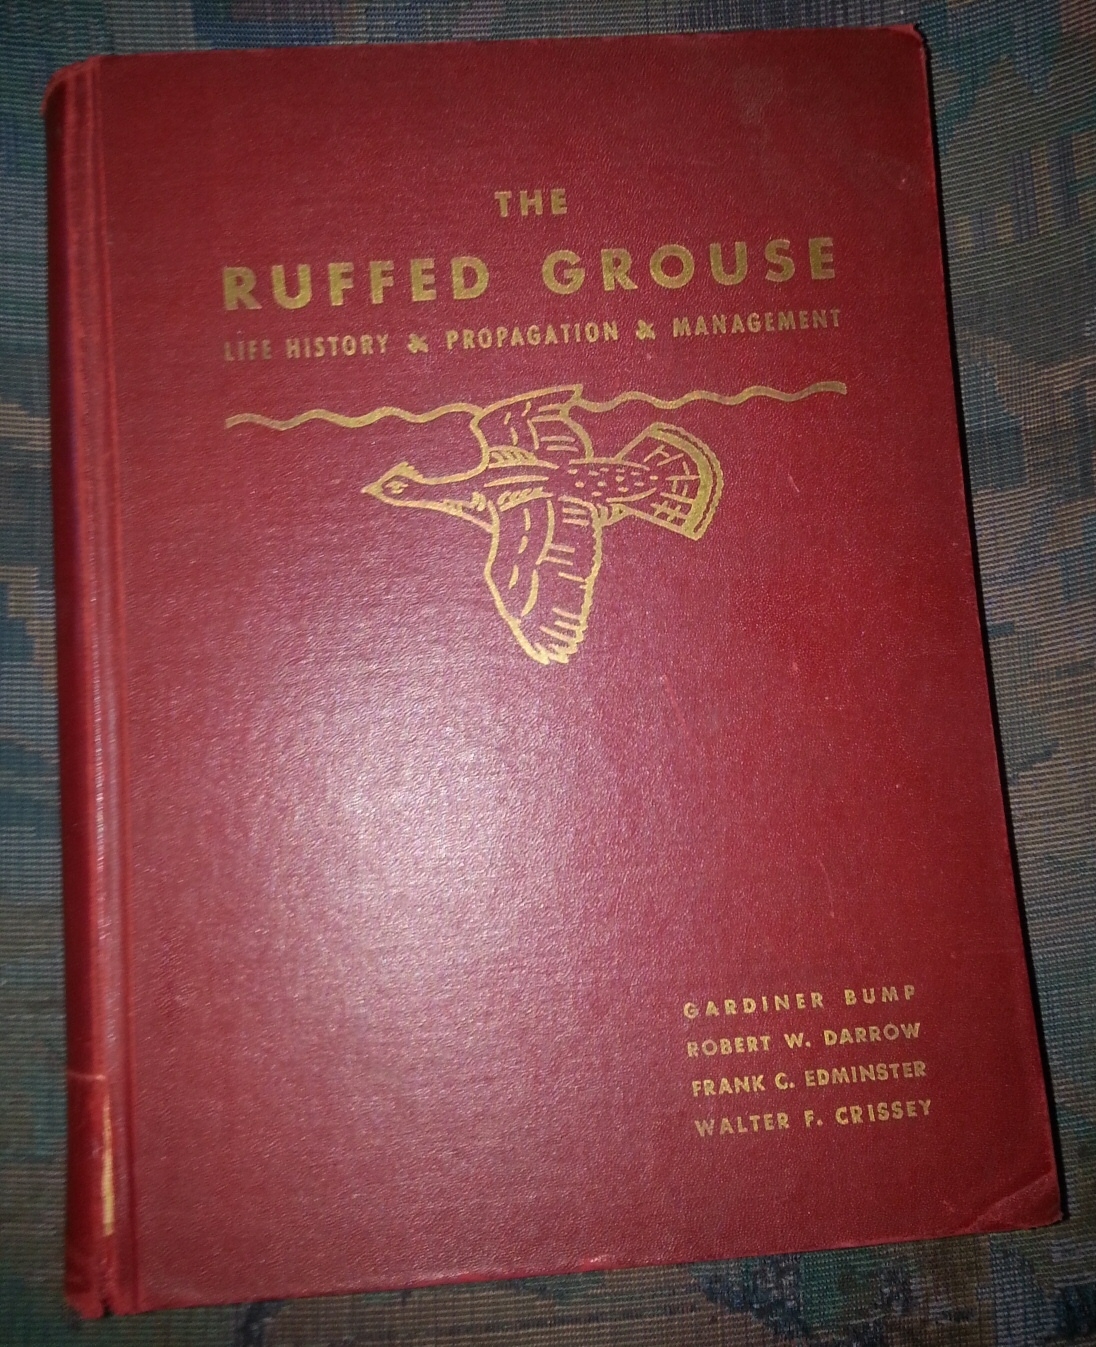 THE
RUFFED GROUSE
LIFE HISTORY & PROPAGATION & MANAGEMENT
GARDINER BUMP
ROBERT W. DARROW
FRANK C. EDMINSTER
WALTER F. CRISSEY